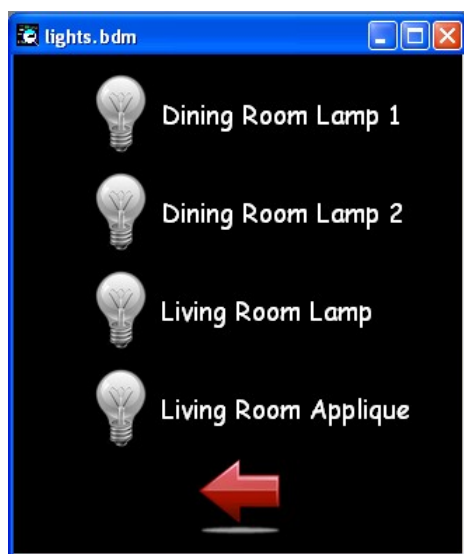 lights.bdm
Dining Room Lamp 1
Dining Room Lamp 2
Living Room Lamp
Living Room Applique